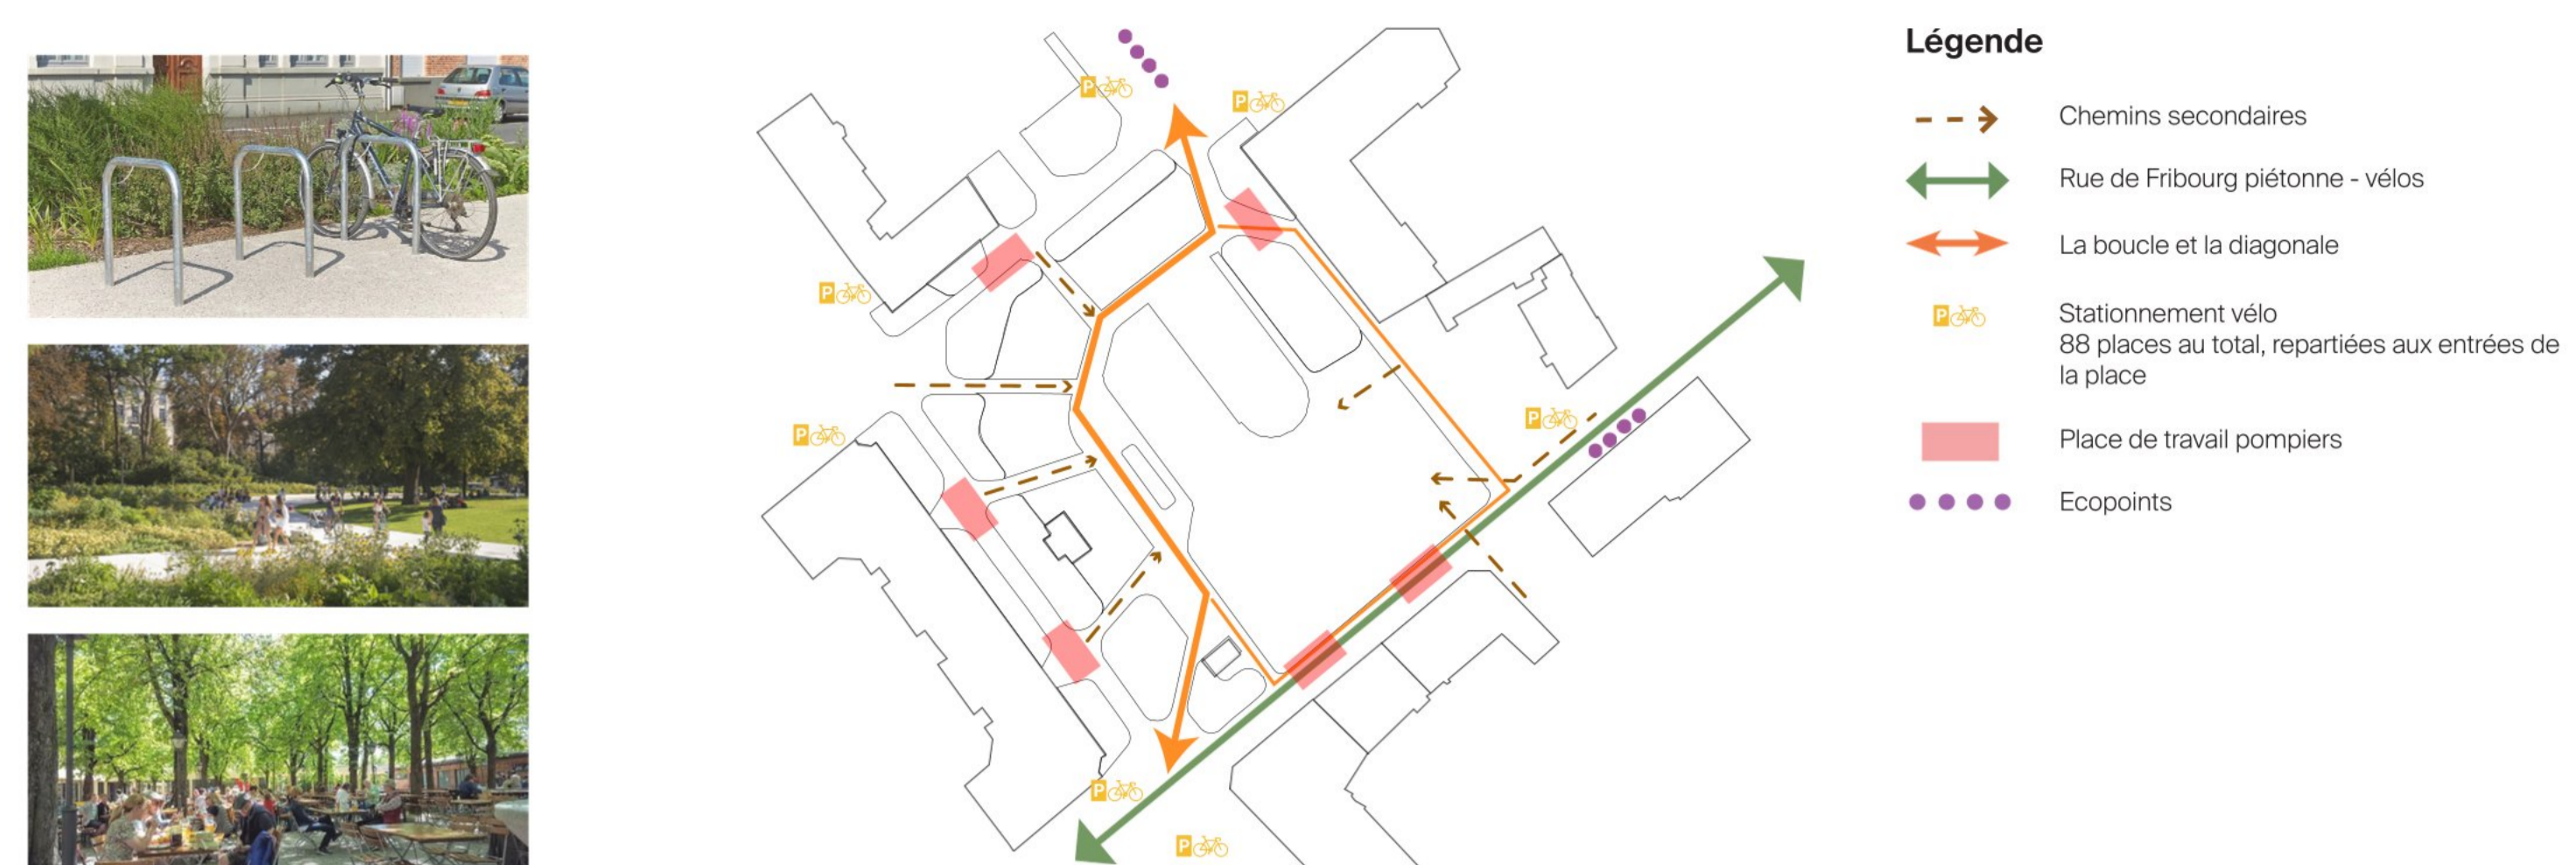 Légende
Chemins secondaires
Rue de Fribourg piétonne - vélos
La boucle et la diagonale
P
Stationnement vélo
88 places au total, repartiées aux entrées de
la place
Place de travail pompiers
Ecopoints
P
P
P
P
P
P
P